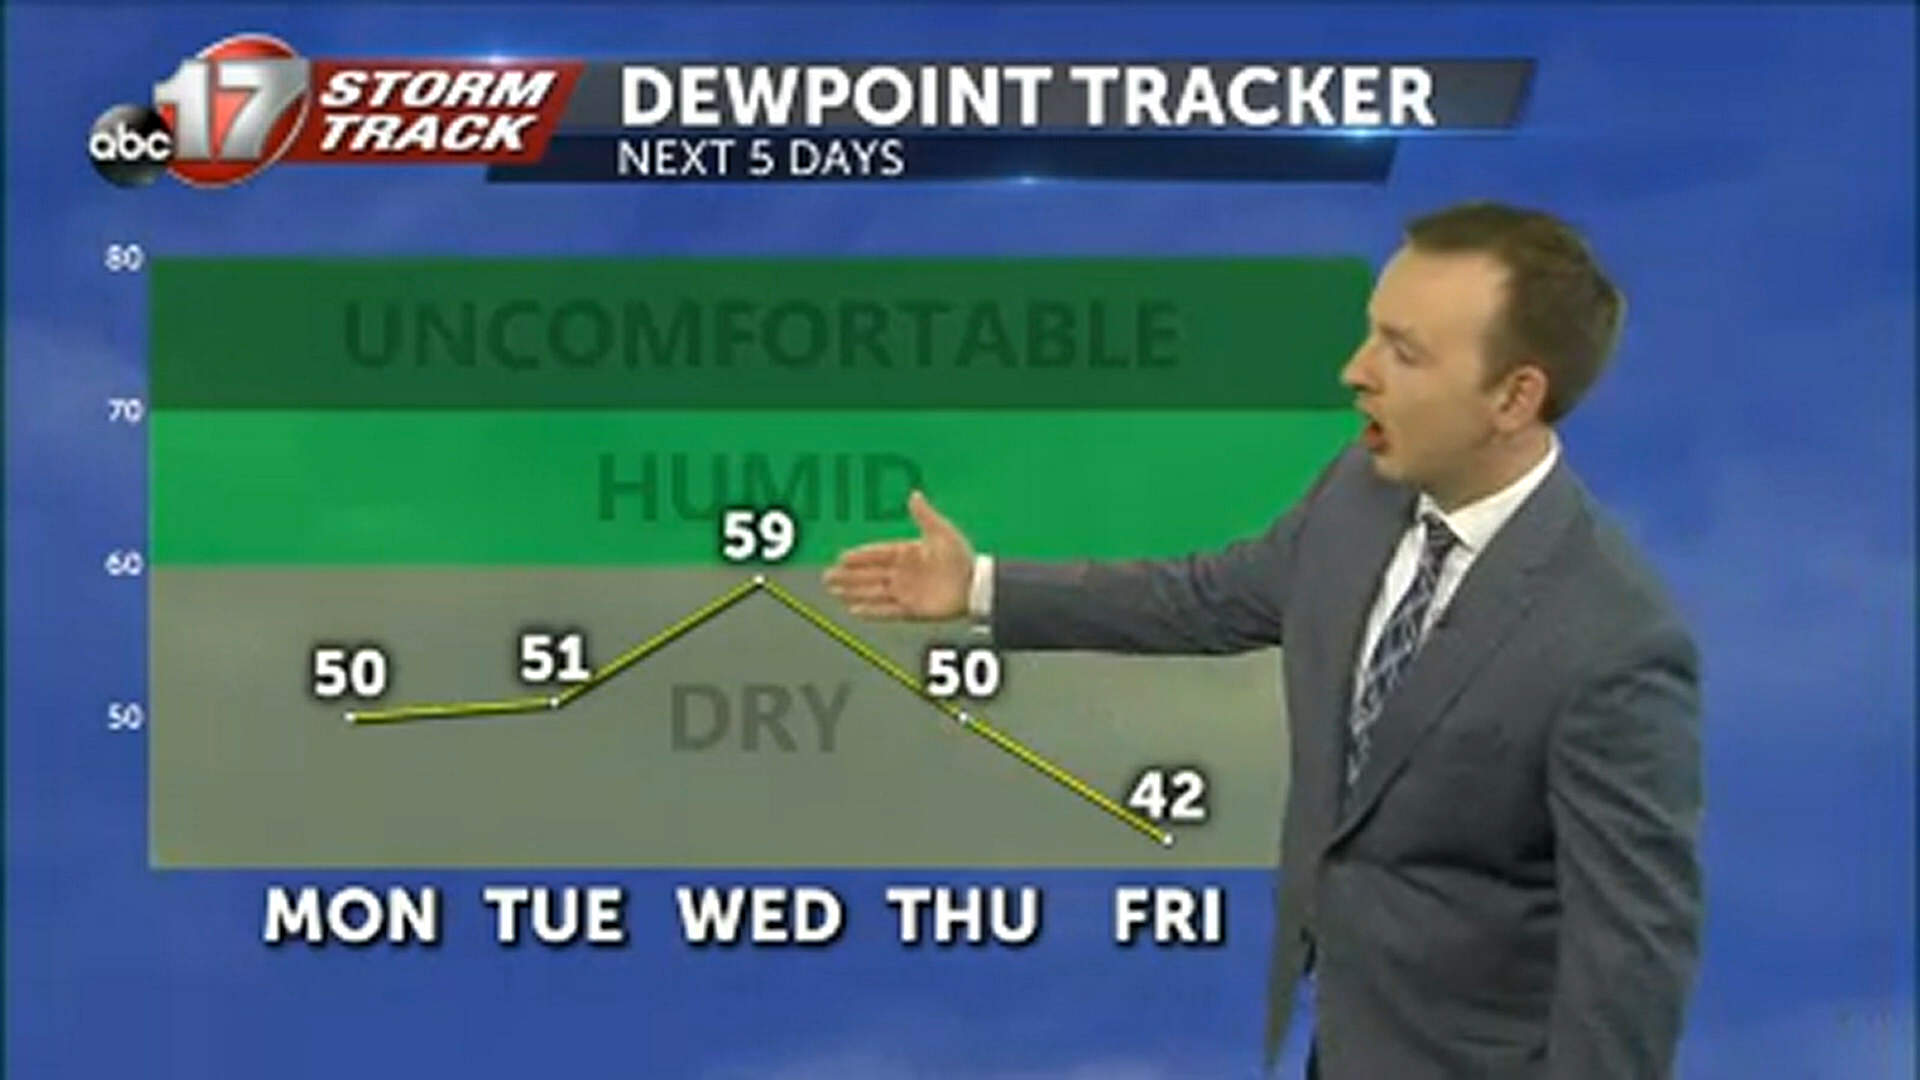 abc 17 STORM TRACK
DEWPOINT TRACKER
NEXT 5 DAYS
80
UNCOMFORTABLE
70
HUMID
59
60
50
51
50
DRY
50
42
MON TUE WED THU FRI